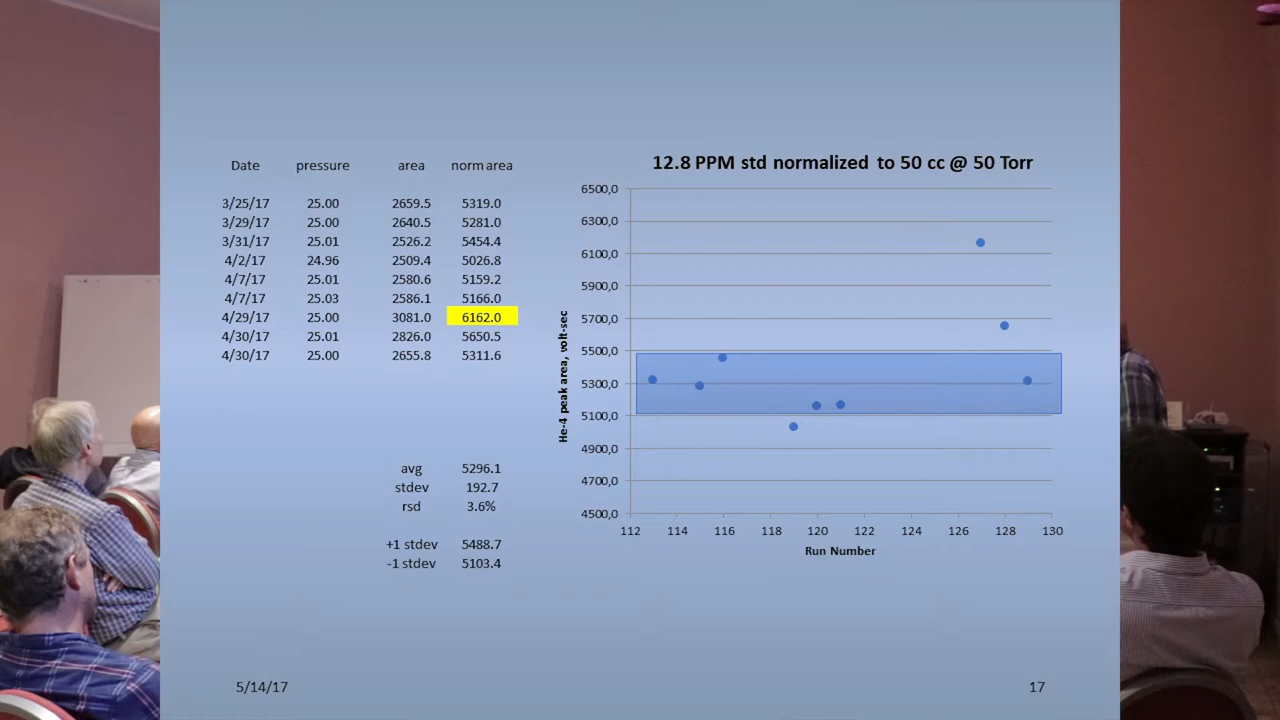 Date pressure area norm area
3/25/17 25.00 2659.5 5319.0
3/29/17 25.00 2640.5 5281.0
3/31/17 25.01 2526.2 5454.4
4/2/17 24.96 2509.4 5026.8
4/7/17 25.01 2580.6 5159.2
4/7/17 25.03 2586.1 5166.0
4/29/17 25.00 3081.0 6162.0
4/30/17 25.01 2826.0 5650.5
4/30/17 25.00 2655.8 5311.6
avg 5296.1
stdev 192.7
rsd 3.6%
+1 stdev 5488.7
-1 stdev 5103.4
12.8 PPM std normalized to 50 cc @ 50 Torr
He-4 peak area, volt-sec
6500,0
6300,0
6100,0
5900,0
5700,0
5500,0
5300,0
5100,0
4900,0
4700,0
4500,0
112 114 116 118 120 122 124 126 128 130
Run Number
5/14/17 17